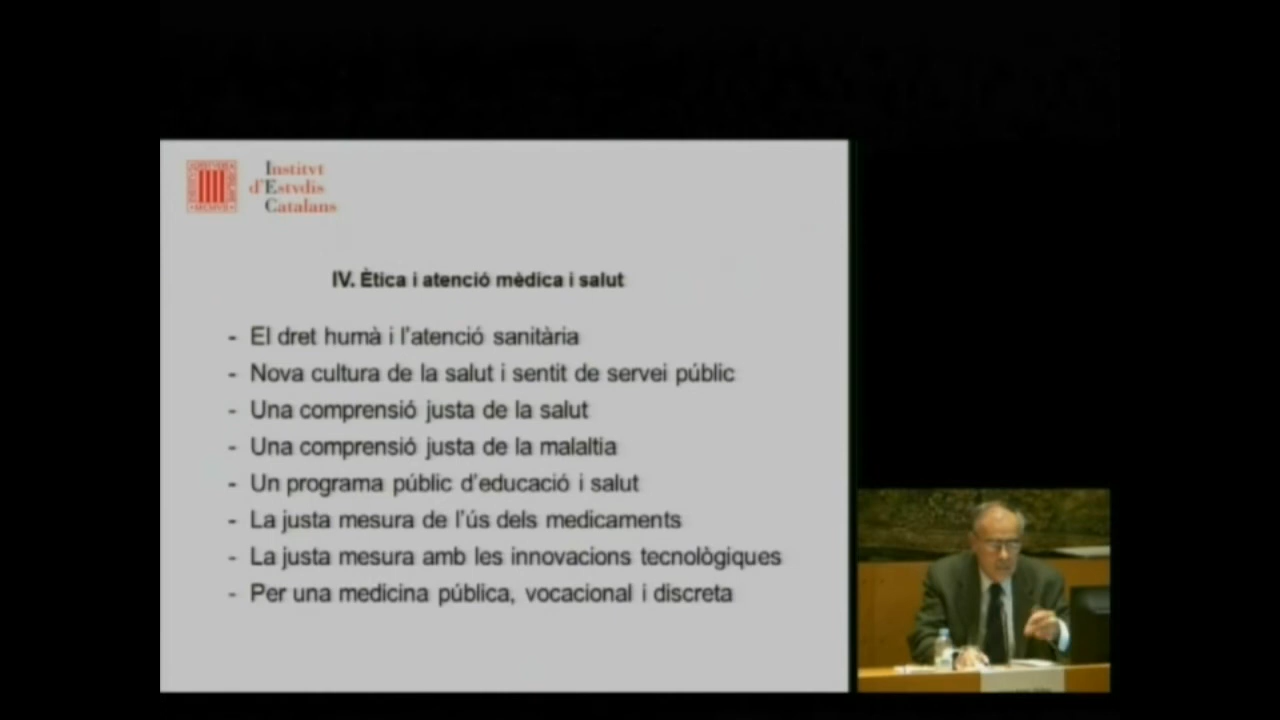 Institvt
d'Estvdis
Catalans
IV. Ètica i atenció mèdica i salut
- El dret humà i l'atenció sanitària
- Nova cultura de la salut i sentit de servei públic
- Una comprensió justa de la salut
- Una comprensió justa de la malaltia
- Un programa públic d'educació i salut
- La justa mesura de l'ús dels medicaments
- La justa mesura amb les innovacions tecnològiques
- Per una medicina pública, vocacional i discreta